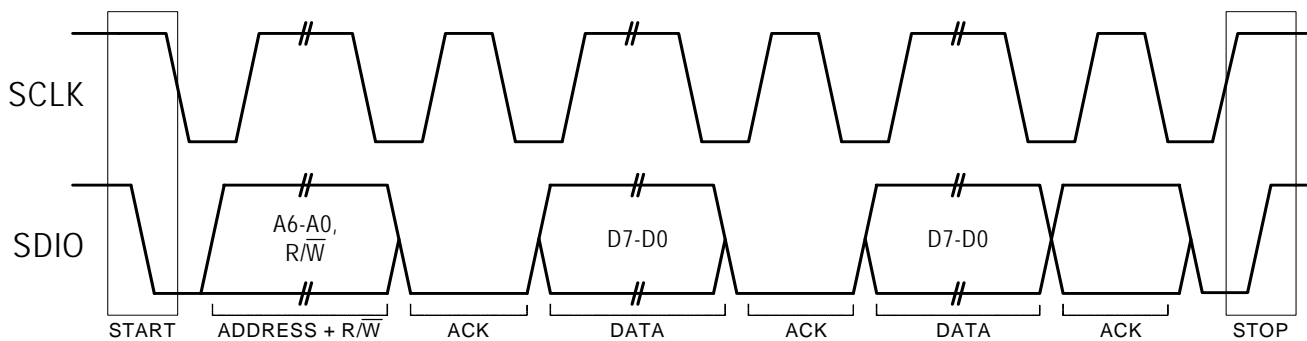 SCLK
SDIO
A6-A0,
R/W̅
D7-D0
D7-D0
START
ADDRESS + R/W̅
ACK
DATA
ACK
DATA
ACK
STOP